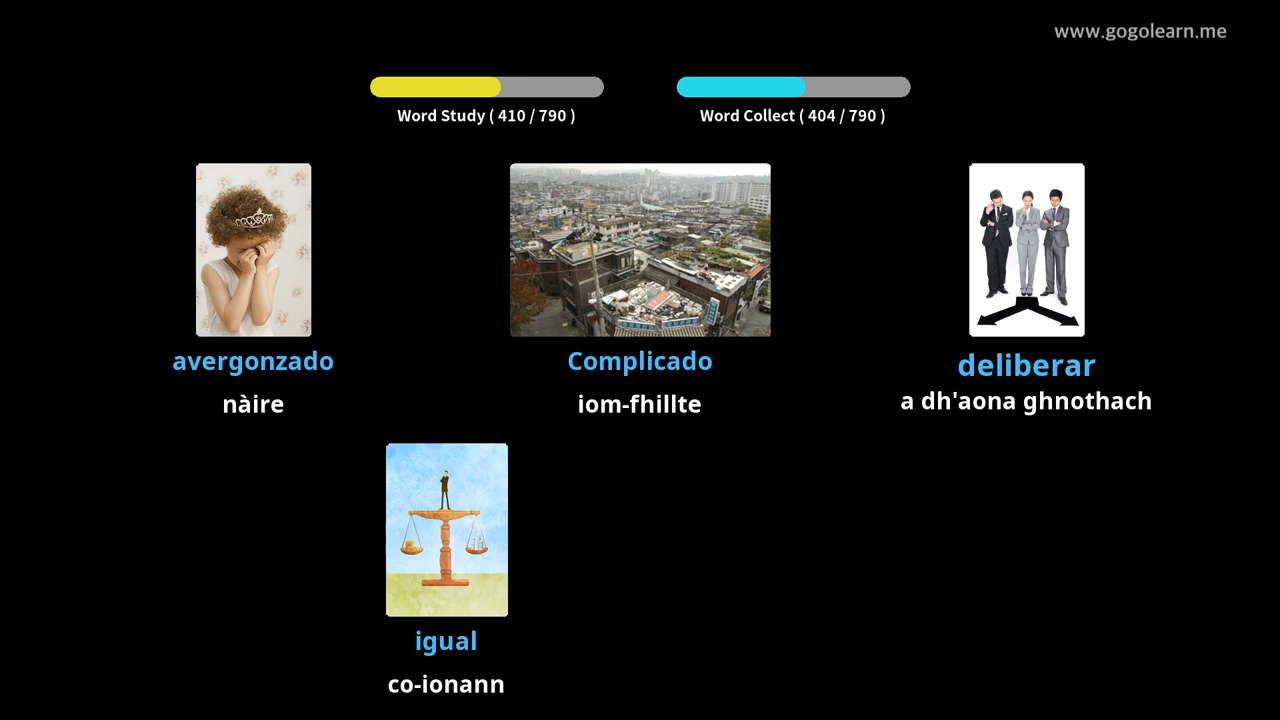 www.gogolearn.me
Word Study ( 410 / 790 )
Word Collect ( 404 / 790 )
avergonzado
nàire
Complicado
iom-fhillte
deliberar
a dh'aona ghnothach
igual
co-ionann